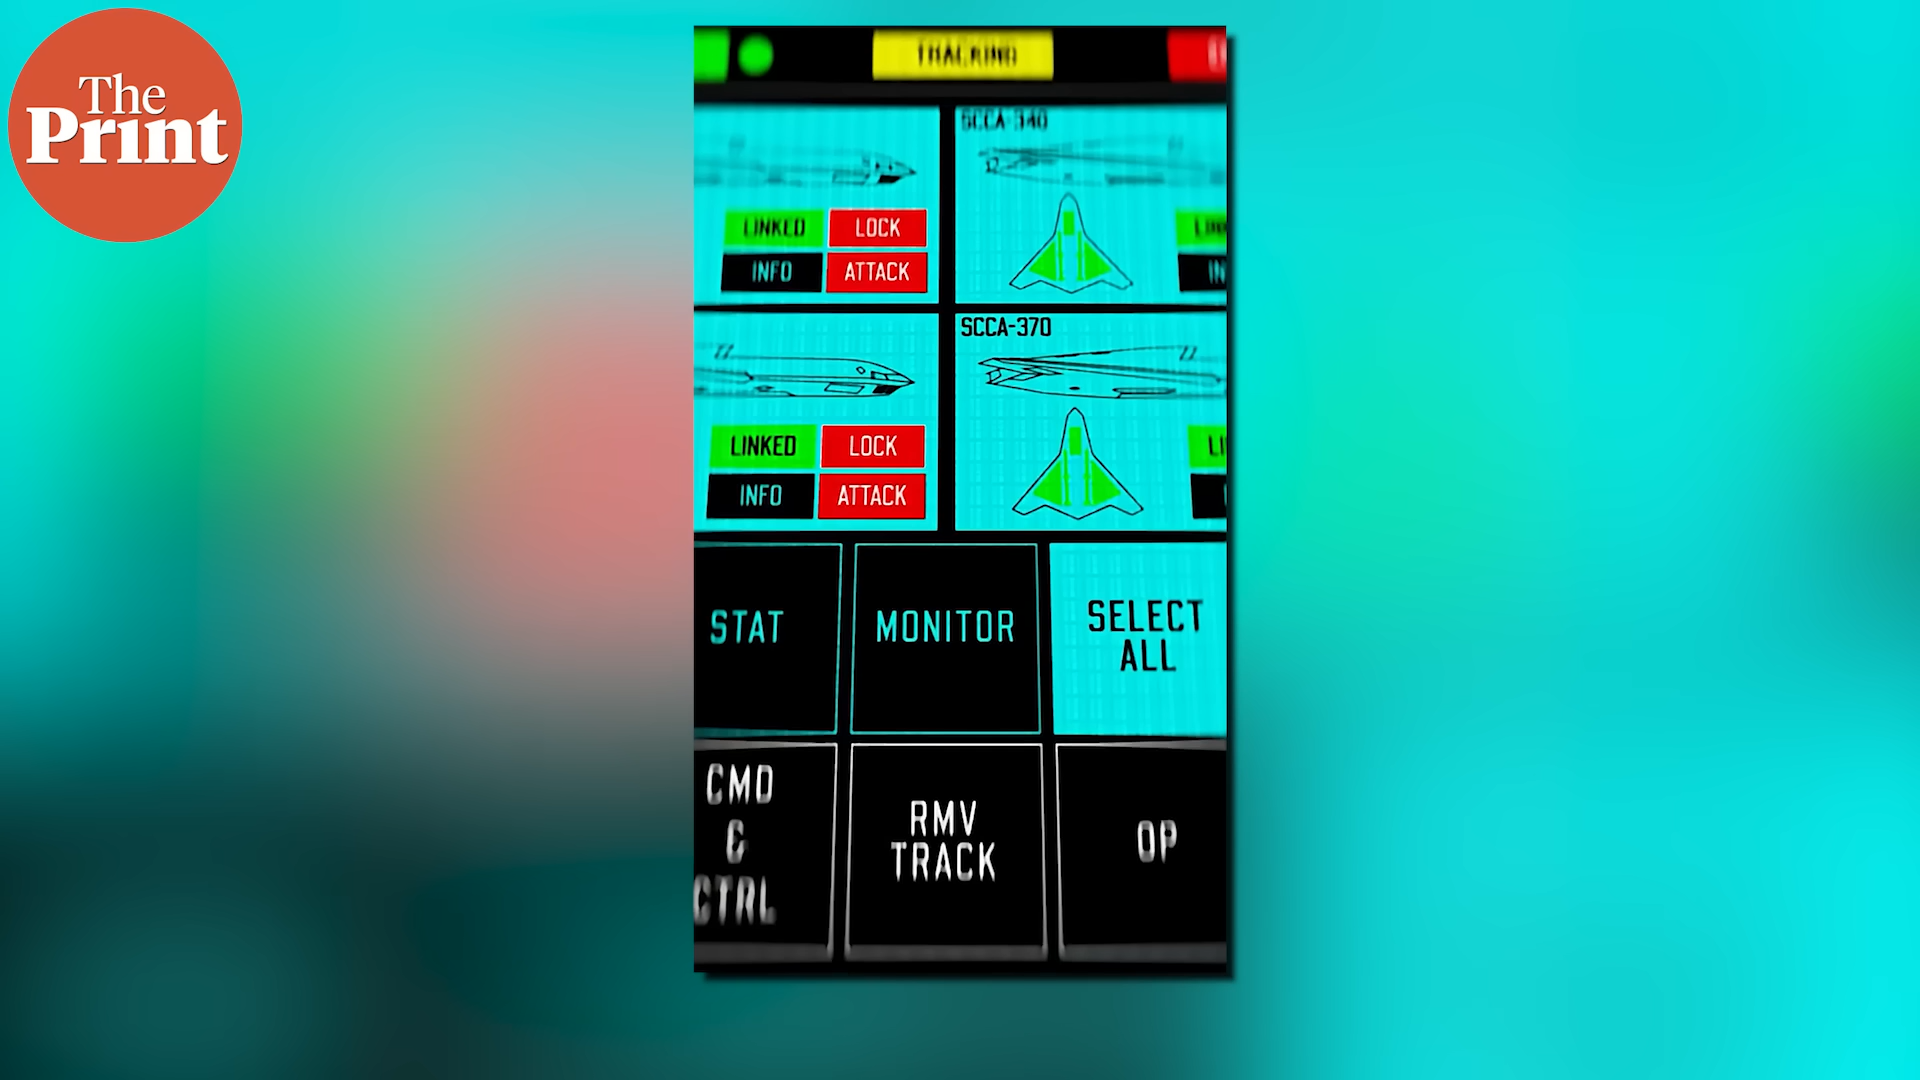 The
Print
TRACKING
SCCA-340
LINKED
LOCK
INFO
ATTACK
SCCA-370
LINKED
LOCK
INFO
ATTACK
STAT
MONITOR
SELECT
ALL
CMD
&
CTRL
RMV
TRACK
OP